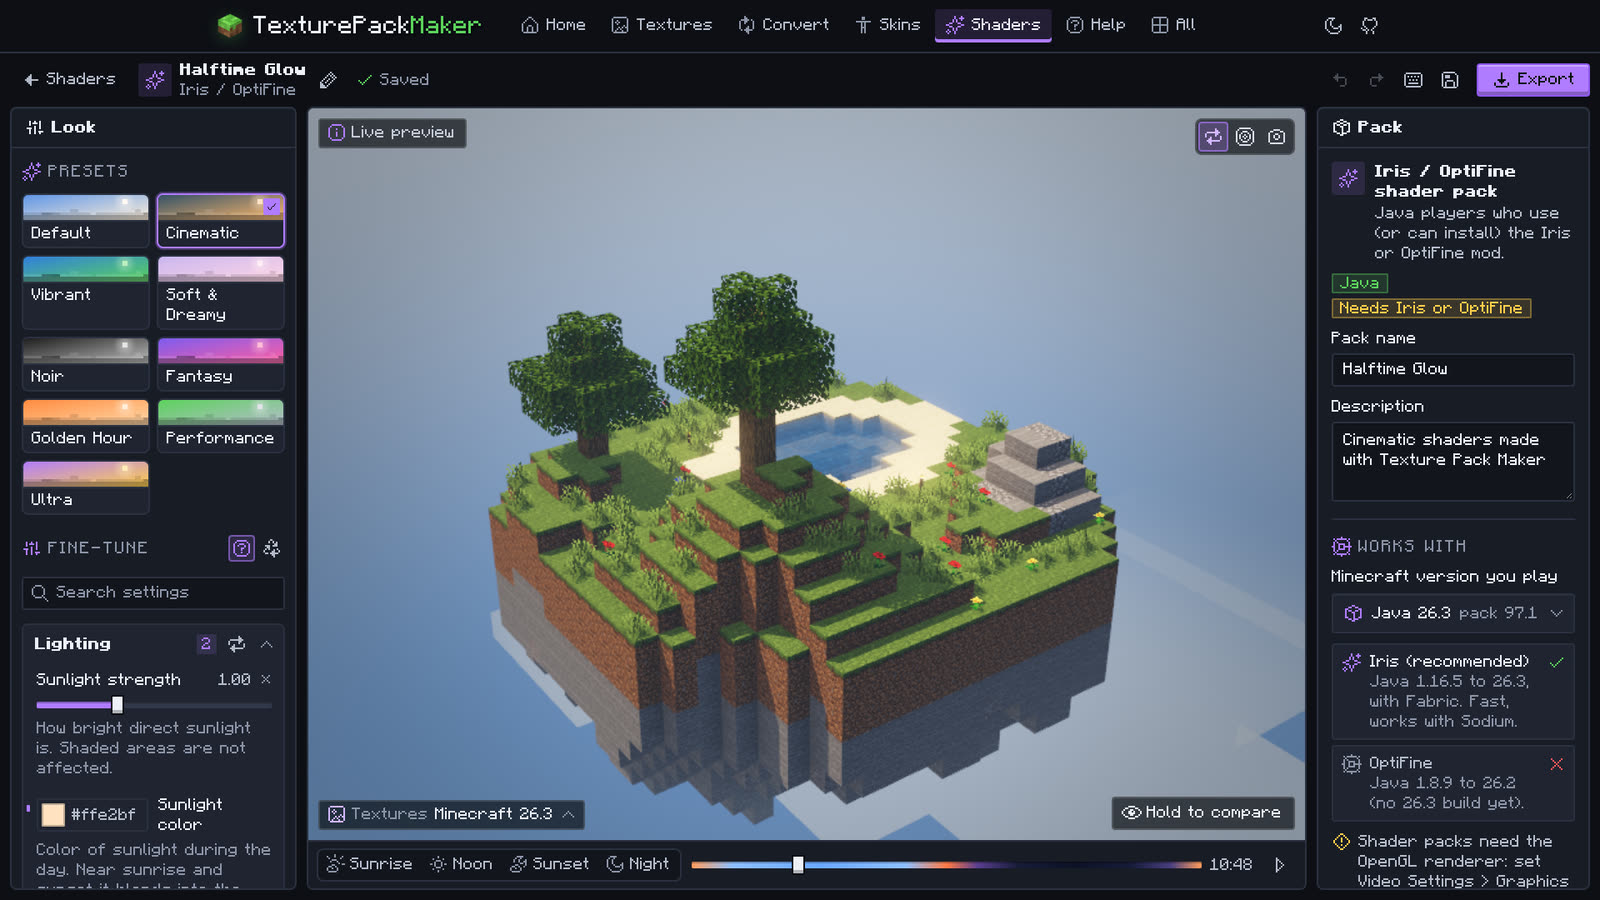 TexturePackMaker
Home
Textures
Convert
Skins
Shaders
Help
All
Shaders
Halftime Glow
Iris / OptiFine
Saved
Export
Look
PRESETS
Default
Cinematic
Vibrant
Soft &
Dreamy
Noir
Fantasy
Golden Hour
Performance
Ultra
FINE-TUNE
Search settings
Lighting
2
Sunlight strength 1.00
How bright direct sunlight
is. Shaded areas are not
affected.
#ffe2bf
Sunlight
color
Color of sunlight during the
day. Near sunrise and
sunset it blends into the
Live preview
Textures Minecraft 26.3
Hold to compare
Sunrise
Noon
Sunset
Night
10:48
Pack
Iris / OptiFine
shader pack
Java players who use
(or can install) the Iris
or OptiFine mod.
Java
Needs Iris or OptiFine
Pack name
Halftime Glow
Description
Cinematic shaders made
with Texture Pack Maker
WORKS WITH
Minecraft version you play
Java 26.3 pack 97.1
Iris (recommended)
Java 1.16.5 to 26.3,
with Fabric. Fast,
works with Sodium.
OptiFine
Java 1.8.9 to 26.2
(no 26.3 build yet).
Shader packs need the
OpenGL renderer: set
Video Settings > Graphics